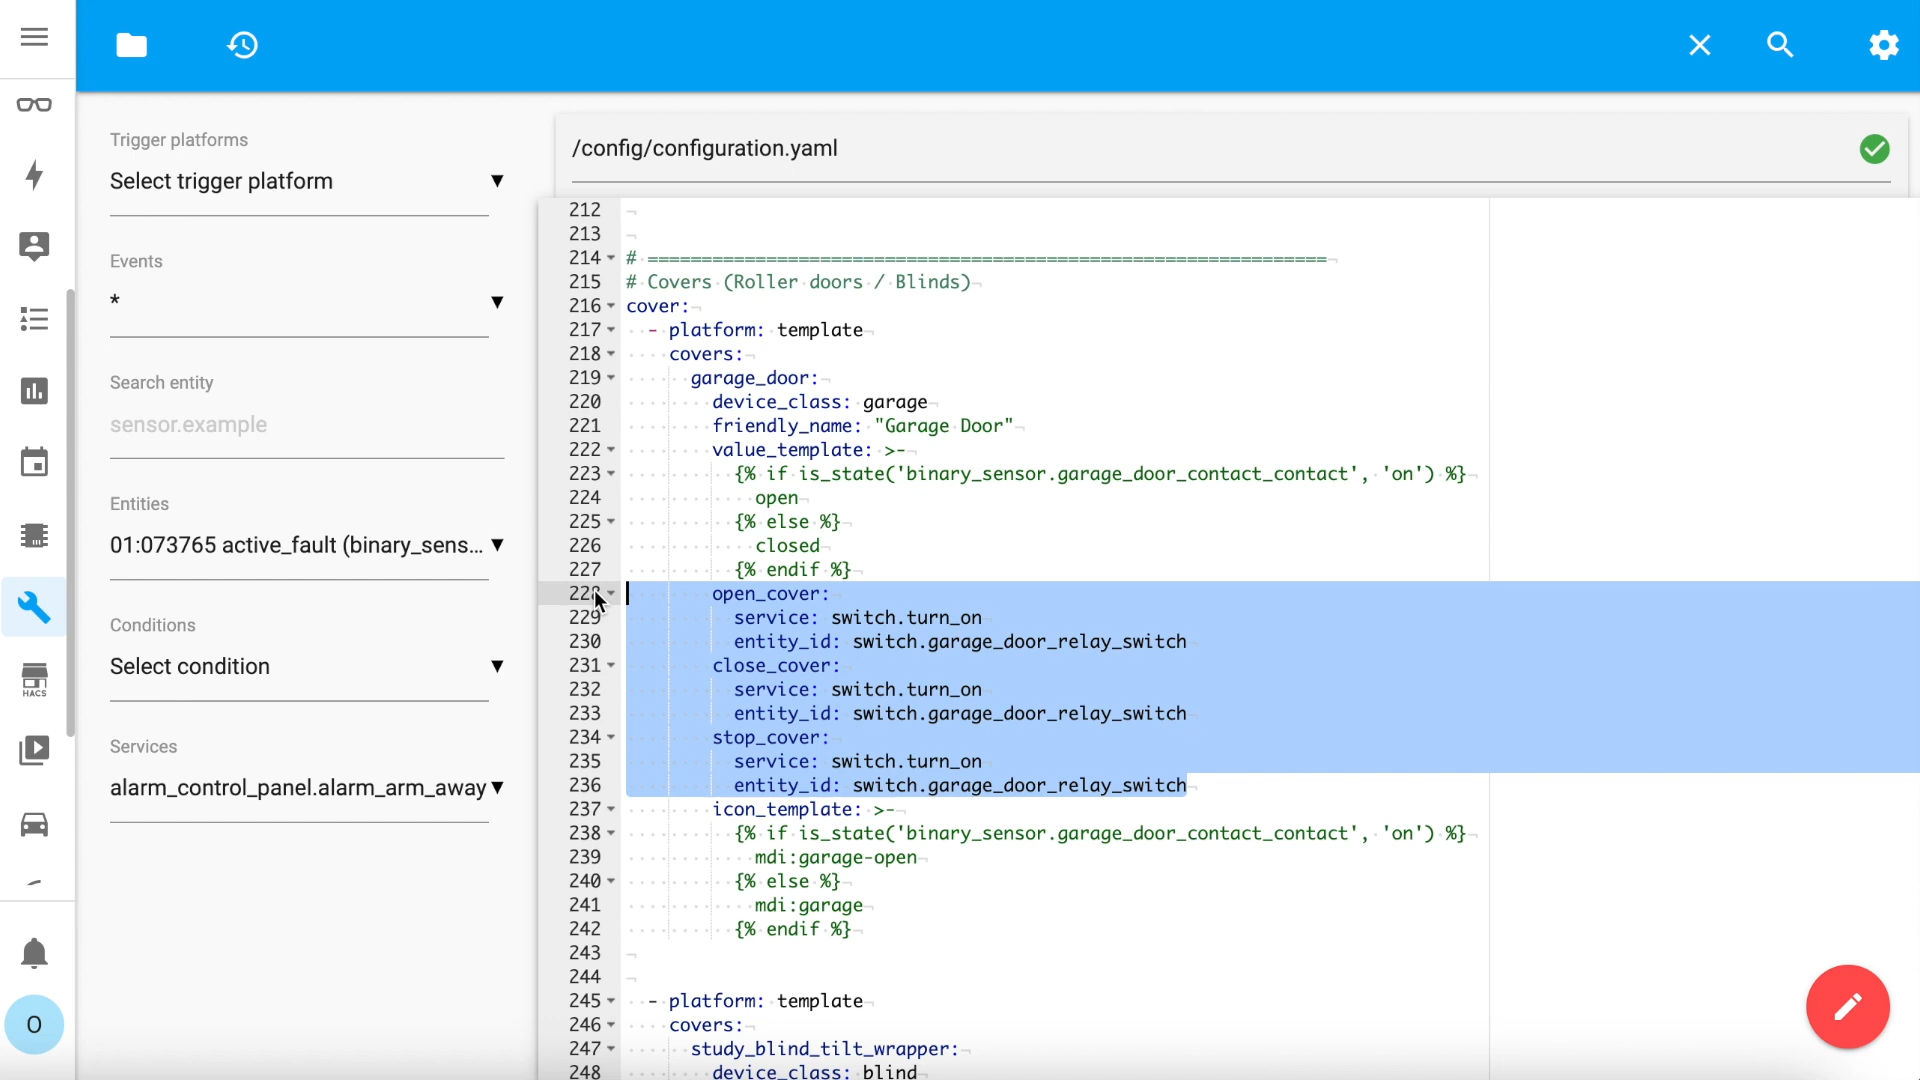 /config/configuration.yaml
Trigger platforms
Select trigger platform
Events
*
Search entity
sensor.example
Entities
01:073765 active_fault (binary_sens...
Conditions
Select condition
Services
alarm_control_panel.alarm_arm_away
HACS
O
212
213
214 # ===============================================================
215 # Covers (Roller doors / Blinds)
216 cover:
217   - platform: template
218     covers:
219       garage_door:
220         device_class: garage
221         friendly_name: "Garage Door"
222         value_template: >-
223           {% if is_state('binary_sensor.garage_door_contact_contact', 'on') %}
224             open
225           {% else %}
226             closed
227           {% endif %}
228         open_cover:
229           service: switch.turn_on
230           entity_id: switch.garage_door_relay_switch
231         close_cover:
232           service: switch.turn_on
233           entity_id: switch.garage_door_relay_switch
234         stop_cover:
235           service: switch.turn_on
236           entity_id: switch.garage_door_relay_switch
237         icon_template: >-
238           {% if is_state('binary_sensor.garage_door_contact_contact', 'on') %}
239             mdi:garage-open
240           {% else %}
241             mdi:garage
242           {% endif %}
243
244
245   - platform: template
246     covers:
247       study_blind_tilt_wrapper:
248         device_class: blind